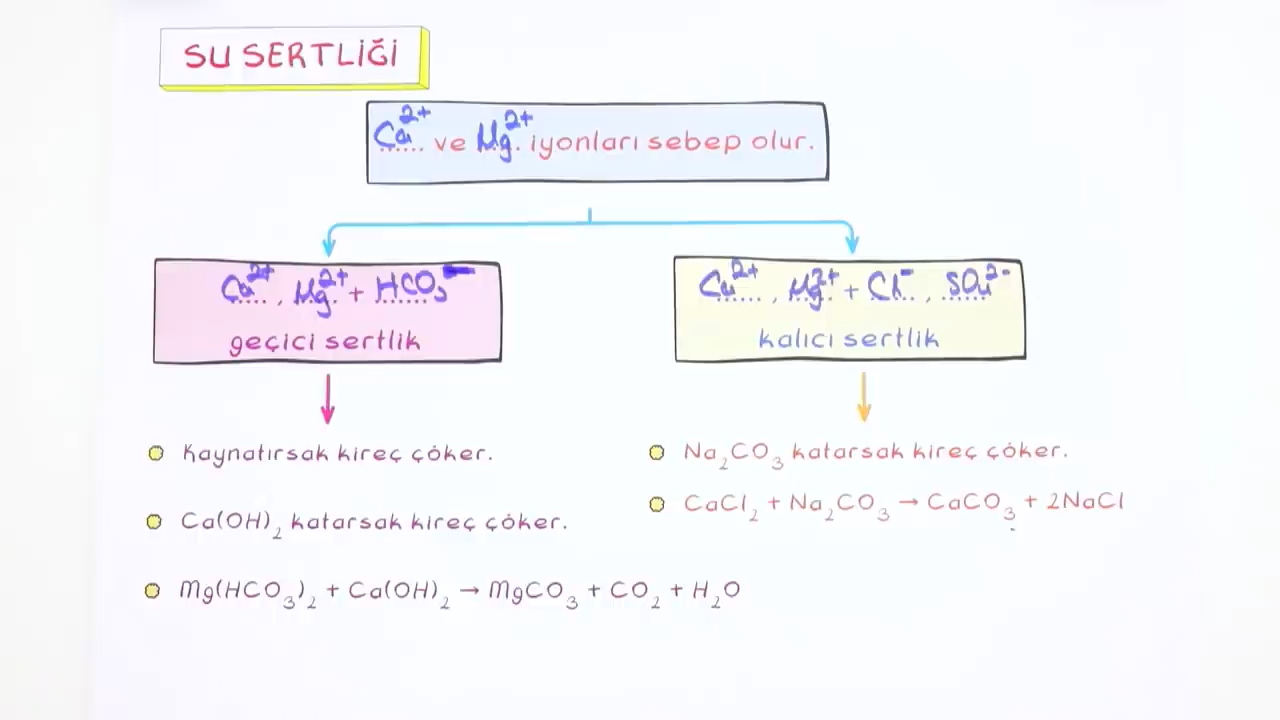 SU SERTLİĞİ
Ca²⁺ ve Mg²⁺ iyonları sebep olur.
Ca²⁺, Mg²⁺ + HCO₃⁻
geçici sertlik
Ca²⁺, Mg²⁺ + Cl⁻, SO₄²⁻
kalıcı sertlik
Kaynatırsak kireç çöker.
Ca(OH)₂ katarsak kireç çöker.
Mg(HCO₃)₂ + Ca(OH)₂ → MgCO₃ + CO₂ + H₂O
Na₂CO₃ katarsak kireç çöker.
CaCl₂ + Na₂CO₃ → CaCO₃ + 2NaCl